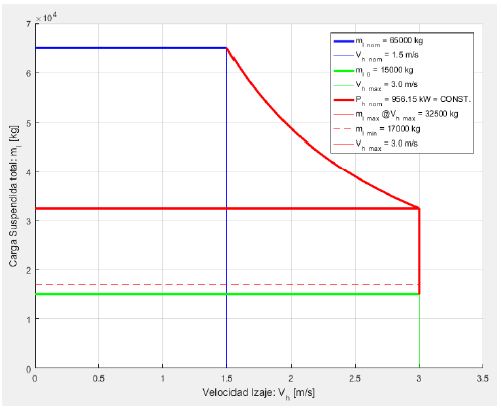 × 10⁴
7
6
5
4
3
2
1
0
Carga Suspendida total: m_l [kg]
m_l nom = 65000 kg
V_h nom = 1.5 m/s
m_l 0 = 15000 kg
V_h max = 3.0 m/s
P_h nom = 956.15 kW = CONST.
m_l max @V_h max = 32500 kg
m_l min = 17000 kg
V_h max = 3.0 m/s
0 0.5 1 1.5 2 2.5 3 3.5
Velocidad Izaje: V_h [m/s]